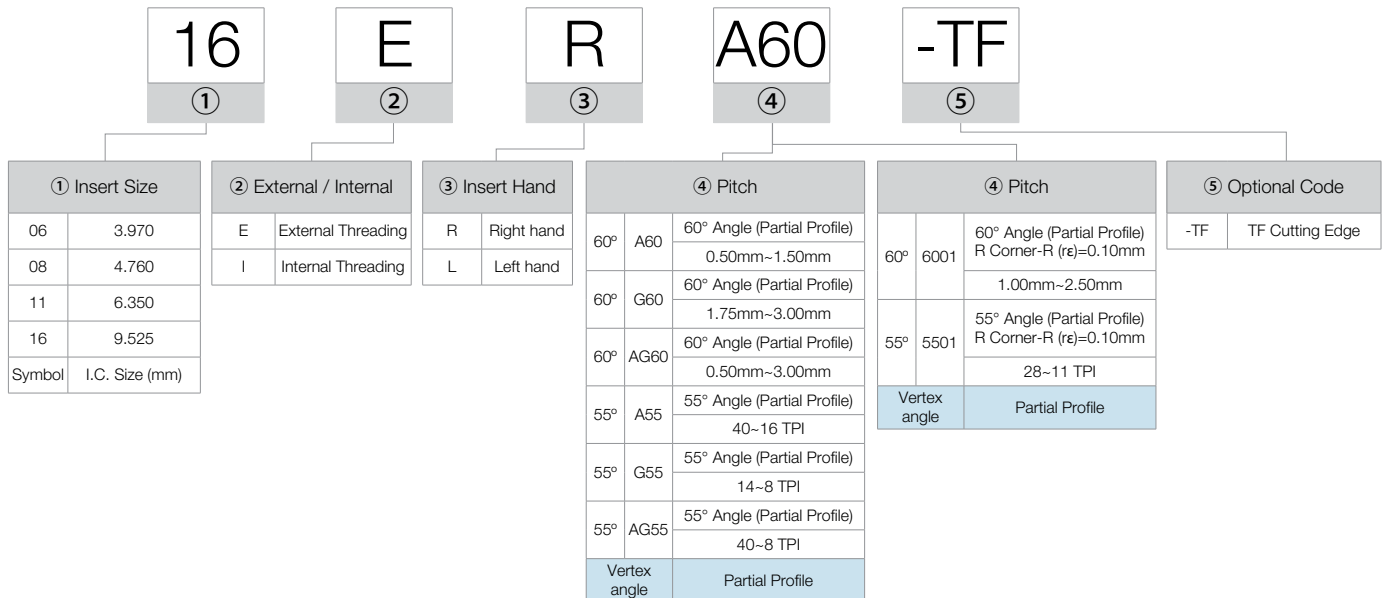 16 E R A60 -TF
① ② ③ ④ ⑤
① Insert Size
06 3.970
08 4.760
11 6.350
16 9.525
Symbol I.C. Size (mm)
② External / Internal
E External Threading
I Internal Threading
③ Insert Hand
R Right hand
L Left hand
④ Pitch
60º A60 60° Angle (Partial Profile)
0.50mm~1.50mm
60º G60 60° Angle (Partial Profile)
1.75mm~3.00mm
60º AG60 60° Angle (Partial Profile)
0.50mm~3.00mm
55º A55 55° Angle (Partial Profile)
40~16 TPI
55º G55 55° Angle (Partial Profile)
14~8 TPI
55º AG55 55° Angle (Partial Profile)
40~8 TPI
Vertex
angle
Partial Profile
④ Pitch
60º 6001 60° Angle (Partial Profile)
R Corner-R (rε)=0.10mm
1.00mm~2.50mm
55º 5501 55° Angle (Partial Profile)
R Corner-R (rε)=0.10mm
28~11 TPI
Vertex
angle
Partial Profile
⑤ Optional Code
-TF TF Cutting Edge